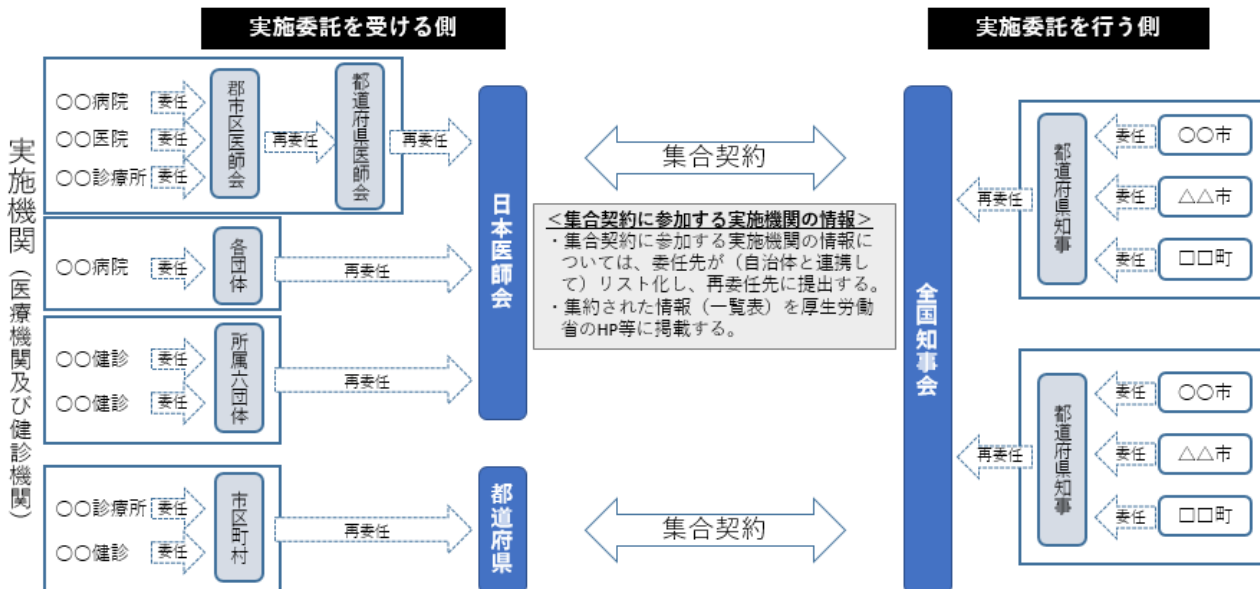 実施委託を受ける側
実施委託を行う側
実施機関（医療機関及び健診機関）
〇〇病院
委任
〇〇医院
委任
〇〇診療所
委任
郡市区医師会
再委任
都道府県医師会
再委任
〇〇病院
委任
各団体
再委任
〇〇健診
委任
〇〇健診
委任
所属六団体
再委任
〇〇診療所
委任
〇〇健診
委任
市区町村
再委任
日本医師会
都道府県
集合契約
＜集合契約に参加する実施機関の情報＞
・集合契約に参加する実施機関の情報に
ついては、委任先が（自治体と連携し
て）リスト化し、再委任先に提出する。
・集約された情報（一覧表）を厚生労働
省のHP等に掲載する。
集合契約
全国知事会
再委任
都道府県知事
委任
〇〇市
委任
△△市
委任
□□町
再委任
都道府県知事
委任
〇〇市
委任
△△市
委任
□□町